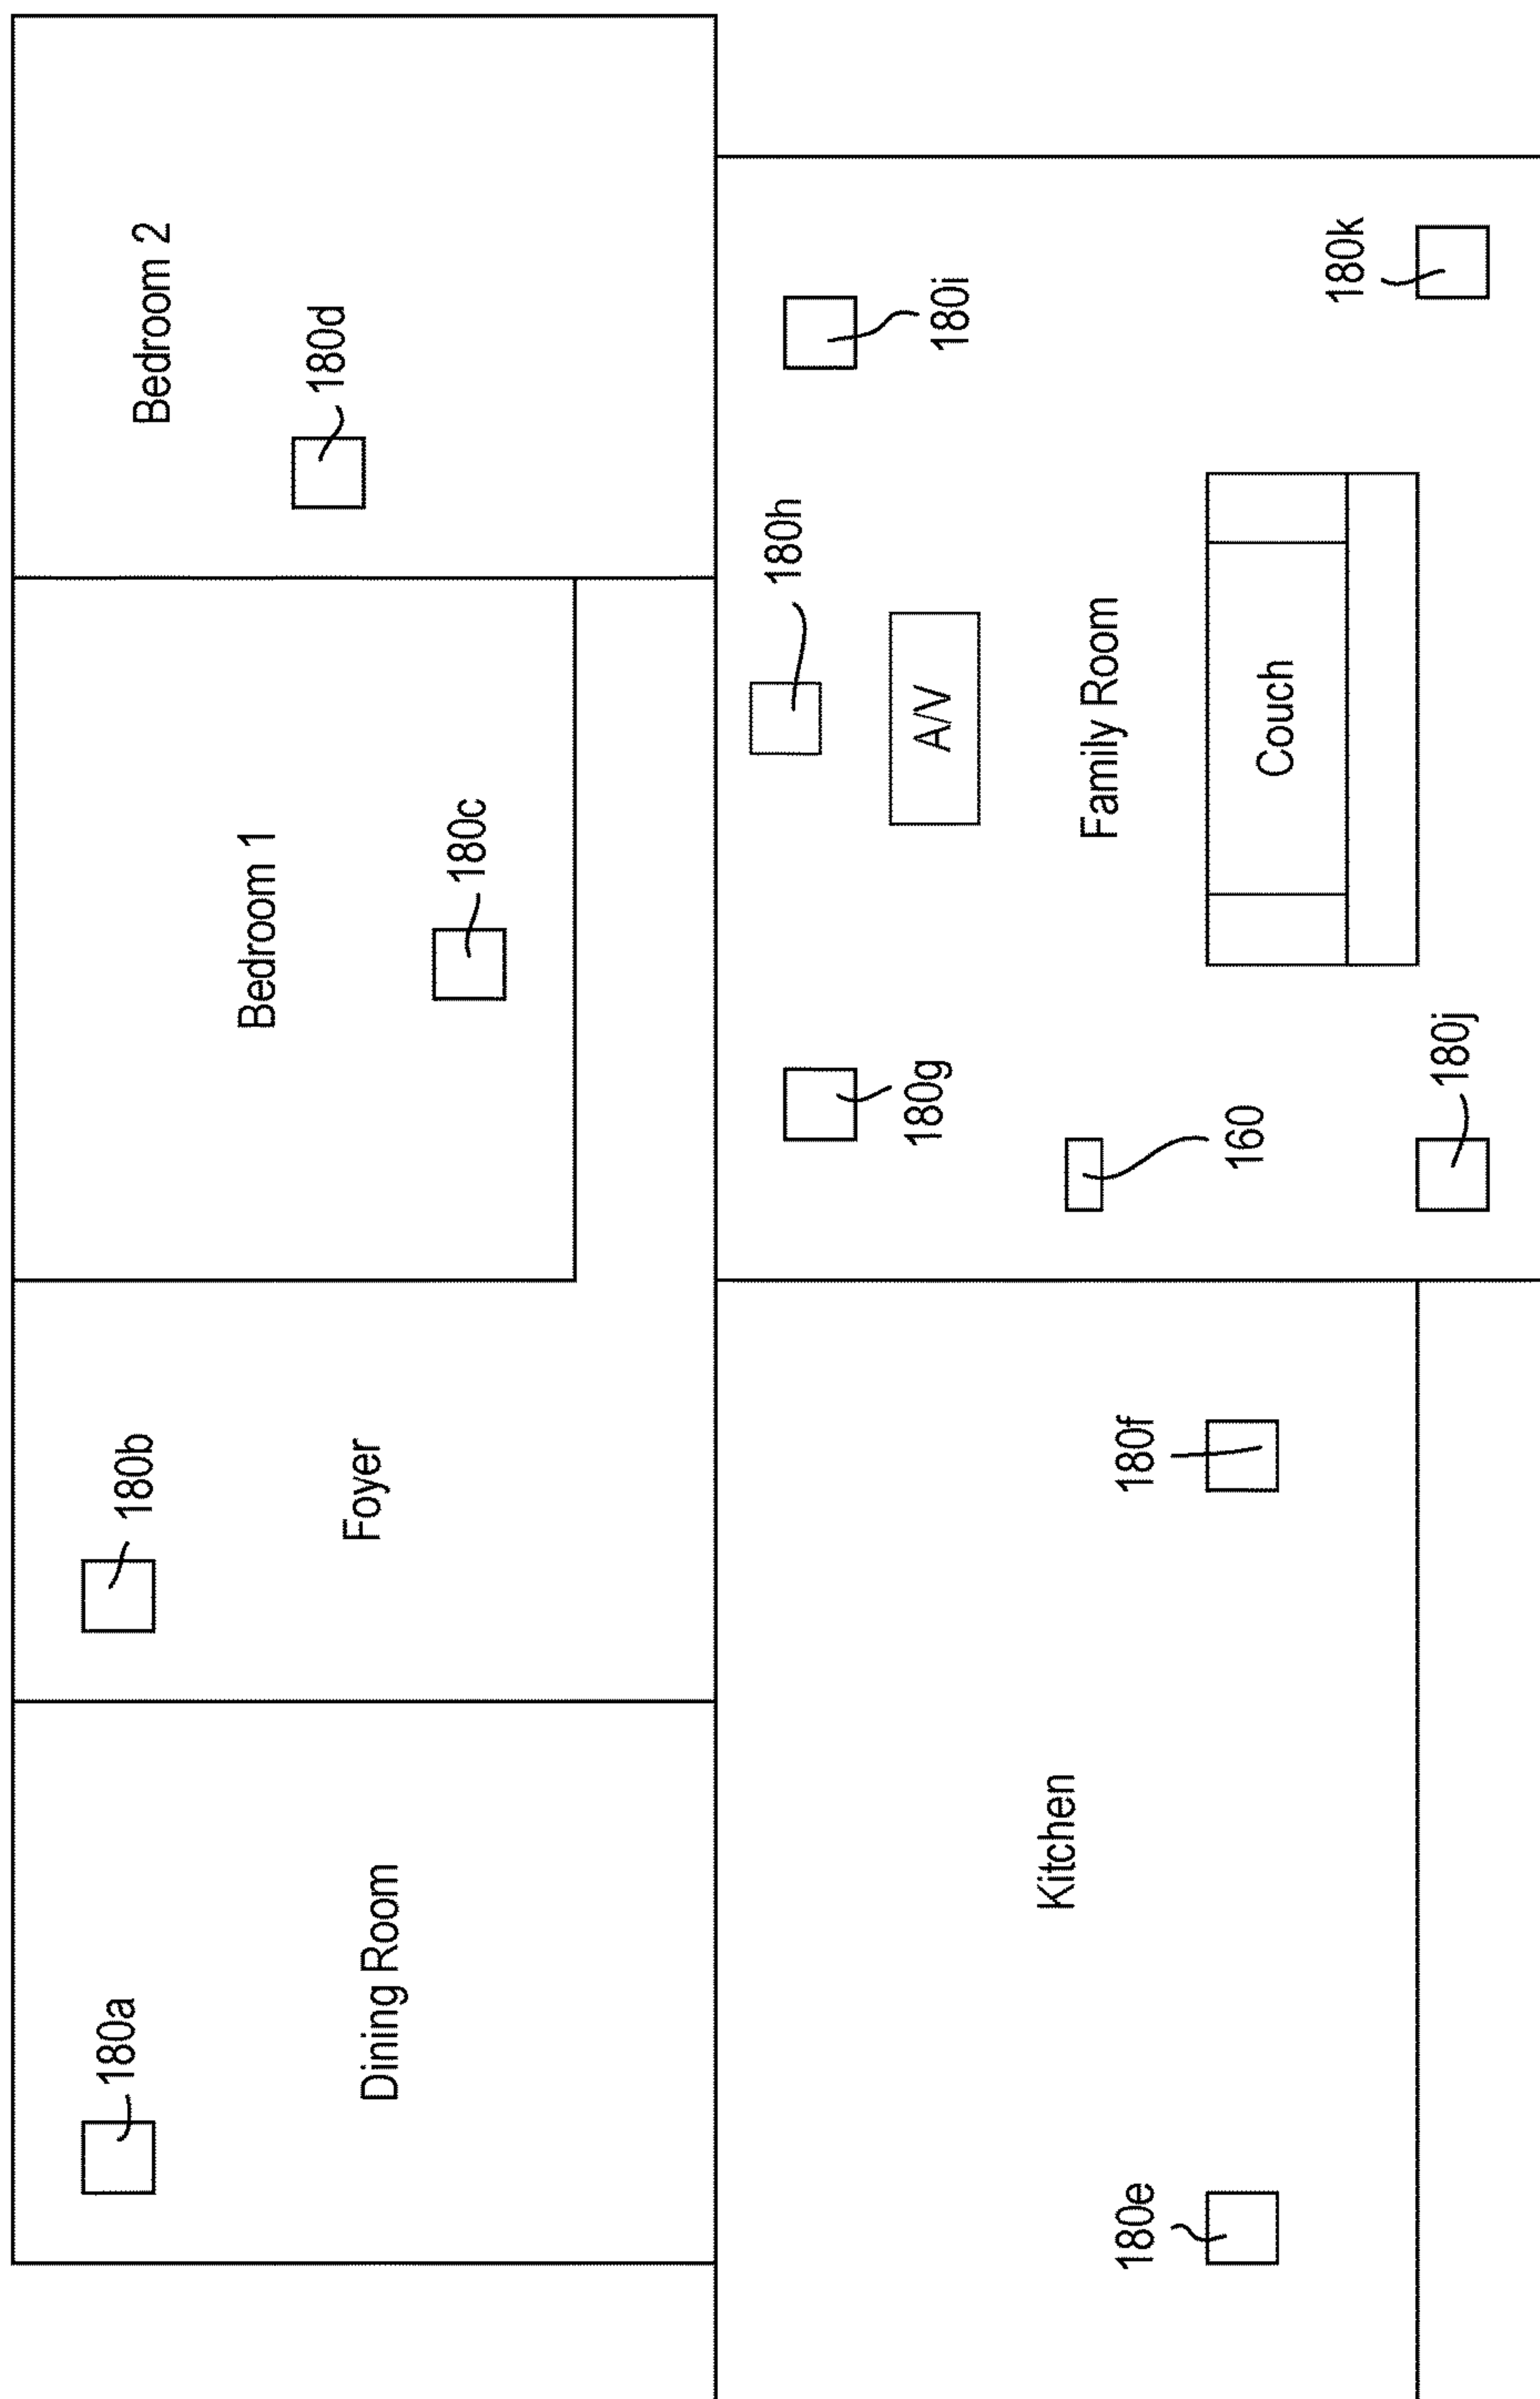 180a
Dining Room
180b
Foyer
Bedroom 1
180c
Bedroom 2
180d
180e
Kitchen
180f
180g
160
180j
180h
A/V
Family Room
Couch
180i
180k